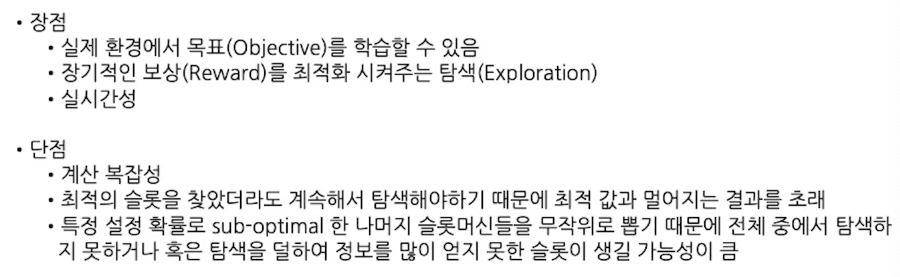 • 장점
• 실제 환경에서 목표(Objective)를 학습할 수 있음
• 장기적인 보상(Reward)를 최적화 시켜주는 탐색(Exploration)
• 실시간성
• 단점
• 계산 복잡성
• 최적의 슬롯을 찾았더라도 계속해서 탐색해야하기 때문에 최적 값과 멀어지는 결과를 초래
• 특정 설정 확률로 sub-optimal 한 나머지 슬롯머신들을 무작위로 뽑기 때문에 전체 중에서 탐색하
지 못하거나 혹은 탐색을 덜하여 정보를 많이 얻지 못한 슬롯이 생길 가능성이 큼